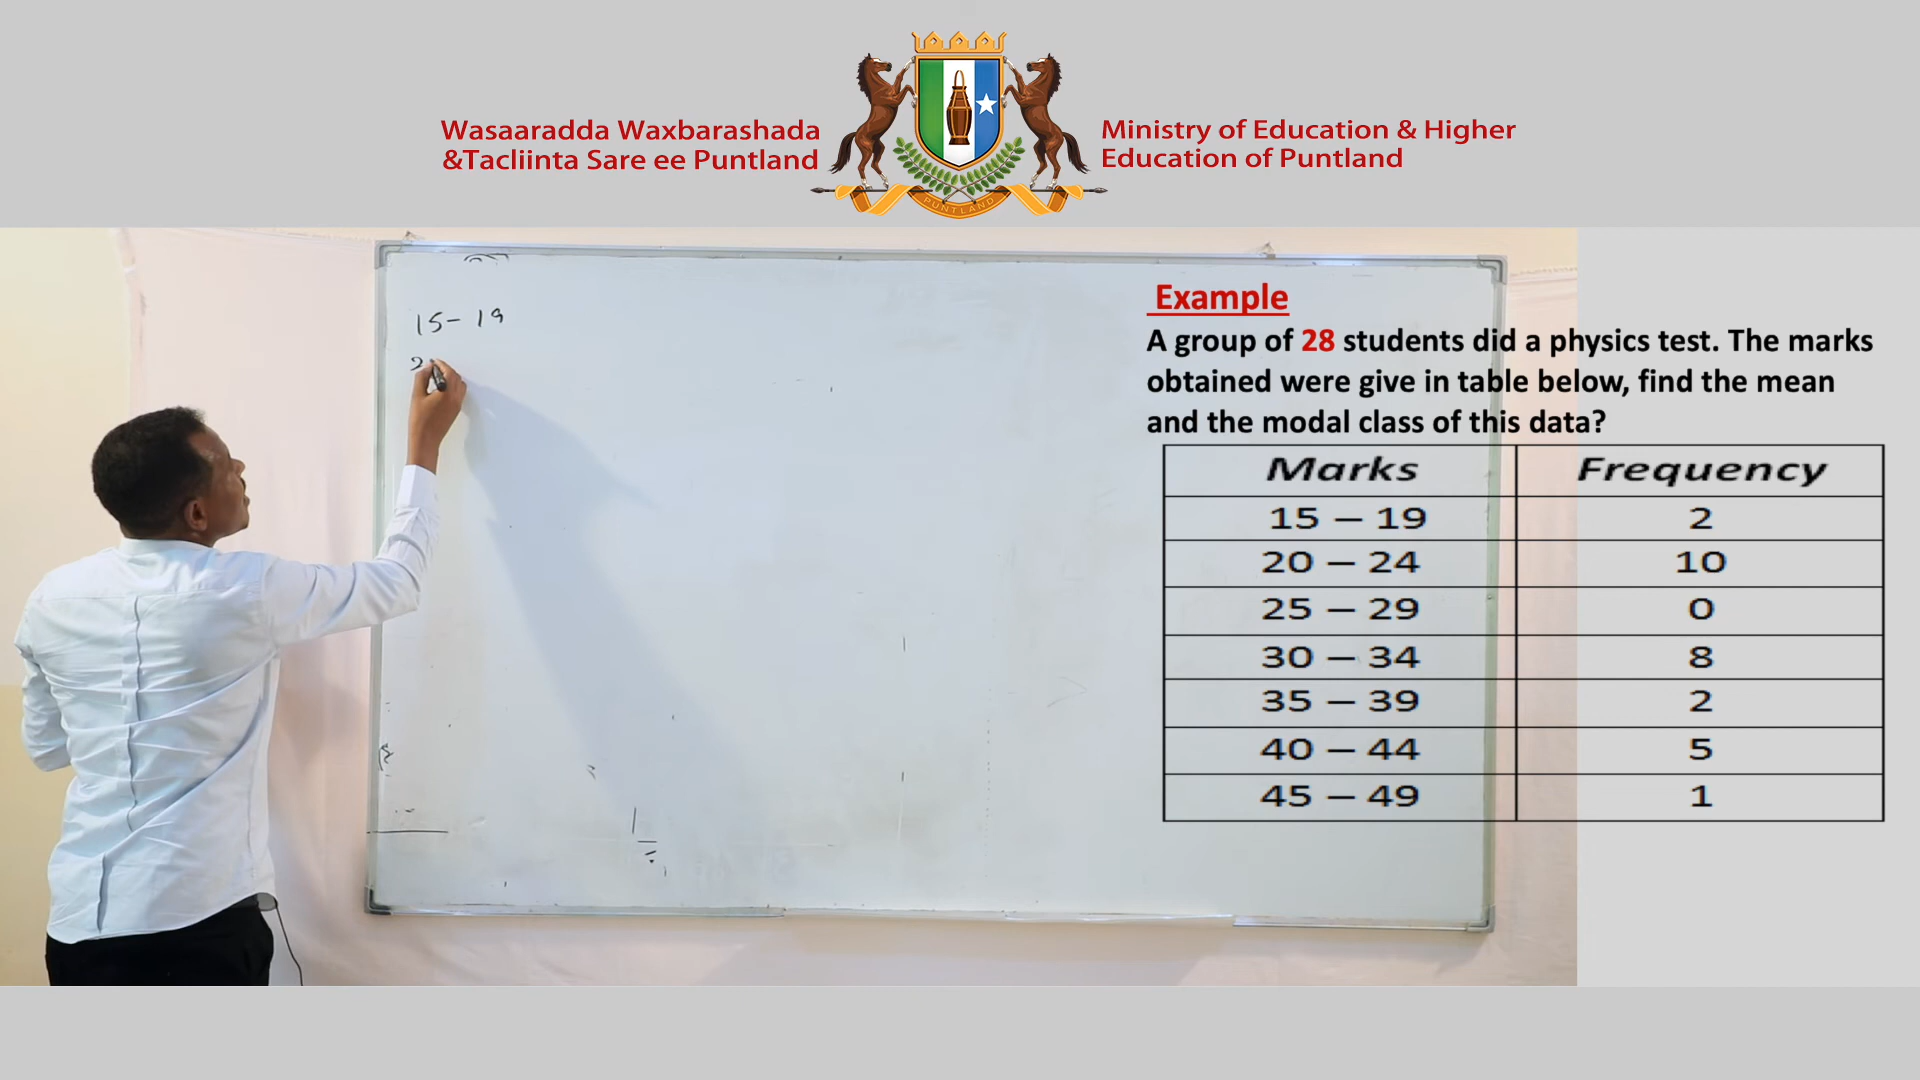 Wasaaradda Waxbarashada
&Tacliinta Sare ee Puntland
PUNTLAND
Ministry of Education & Higher
Education of Puntland
15 - 19
Example
A group of 28 students did a physics test. The marks
obtained were give in table below, find the mean
and the modal class of this data?
Marks Frequency
15 – 19 2
20 – 24 10
25 – 29 0
30 – 34 8
35 – 39 2
40 – 44 5
45 – 49 1